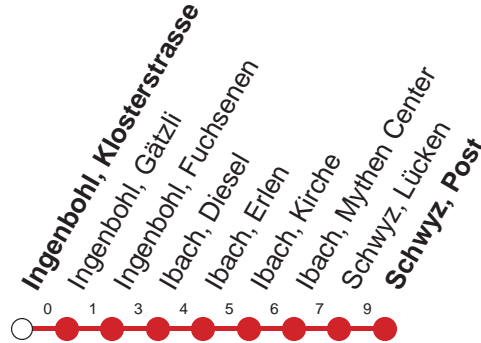 Ingenbohl, Klosterstrasse
Ingenbohl, Gätzli
Ingenbohl, Fuchsenen
Ibach, Diesel
Ibach, Erlen
Ibach, Kirche
Ibach, Mythen Center
Schwyz, Lücken
Schwyz, Post
0 1 3 4 5 6 7 9